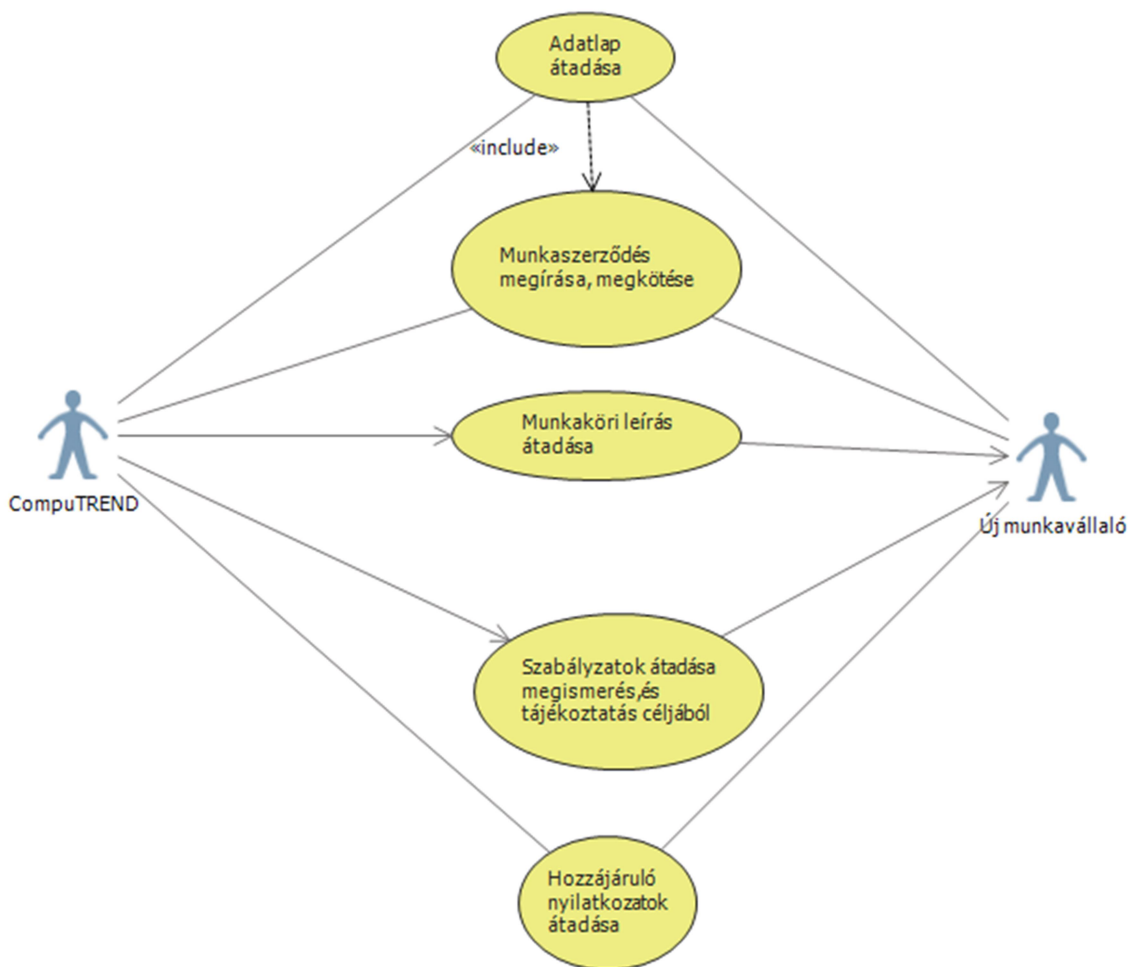 Adatlap
átadása
«include»
Munkaszerződés
megírása, megkötése
Munkaköri leírás
átadása
CompuTREND
Új munkavállaló
Szabályzatok átadása
megismerés,és
tájékoztatás céljából
Hozzájáruló
nyilatkozatok
átadása